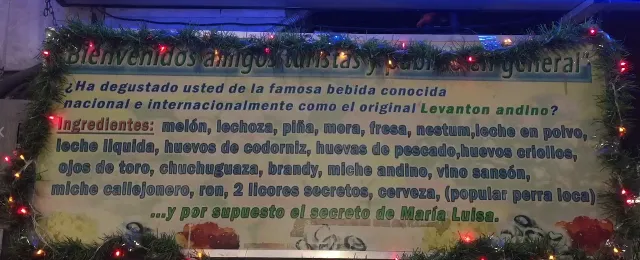 "Bienvenidos amigos turistas y público en general"
¿Ha degustado usted de la famosa bebida conocida
nacional e internacionalmente como el original Levanton andino?
Ingredientes: melón, lechoza, piña, mora, fresa, nestum,leche en polvo,
leche liquida, huevos de codorniz, huevas de pescado,huevos criollos,
ojos de toro, chuchuguaza, brandy, miche andino, vino sansón,
miche callejonero, ron, 2 licores secretos, cerveza, (popular perra loca)
...y por supuesto el secreto de María Luisa.